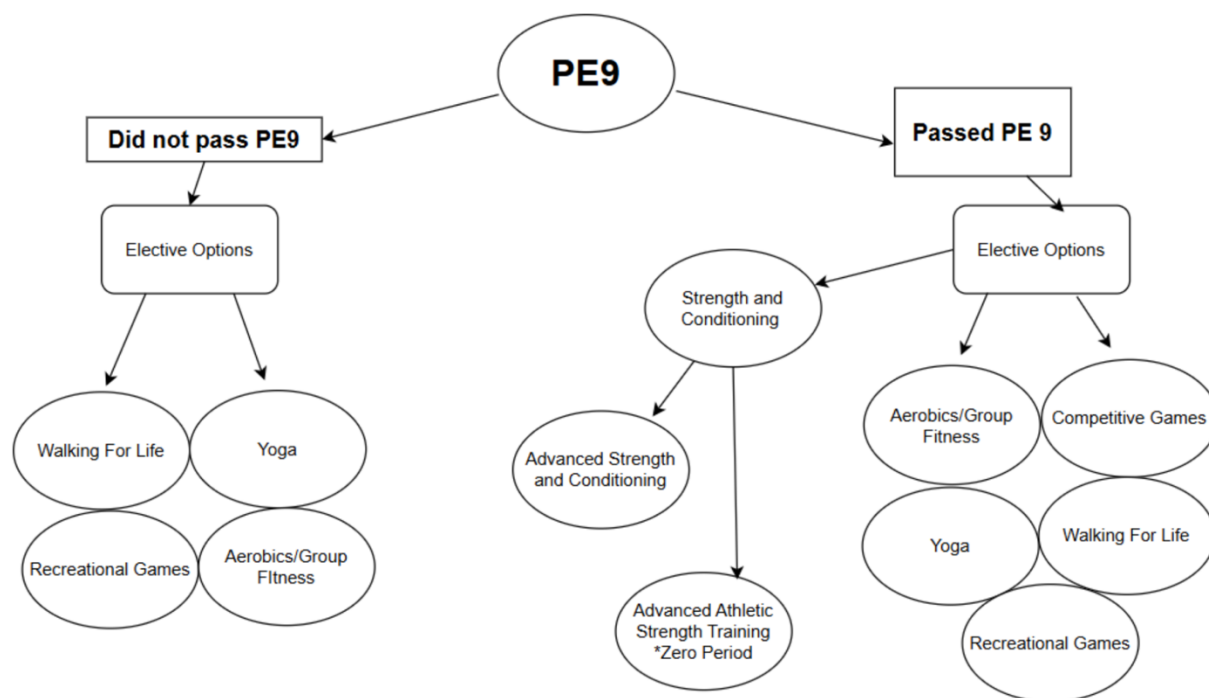 PE9
Did not pass PE9
Passed PE 9
Elective Options
Elective Options
Strength and
Conditioning
Walking For Life
Yoga
Recreational Games
Aerobics/Group
FItness
Advanced Strength
and Conditioning
Advanced Athletic
Strength Training
*Zero Period
Aerobics/Group
Fitness
Competitive Games
Yoga
Walking For Life
Recreational Games